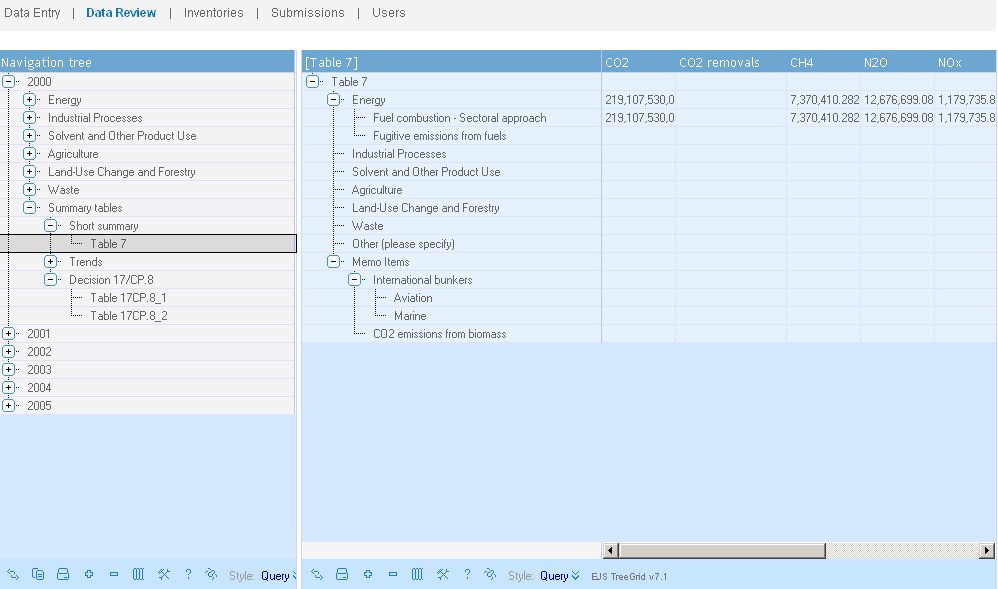 Data Entry | Data Review | Inventories | Submissions | Users
Navigation tree
2000
Energy
Industrial Processes
Solvent and Other Product Use
Agriculture
Land-Use Change and Forestry
Waste
Summary tables
Short summary
Table 7
Trends
Decision 17/CP.8
Table 17CP.8_1
Table 17CP.8_2
2001
2002
2003
2004
2005
Style: Query
[Table 7] CO2 CO2 removals CH4 N2O NOx
Table 7
Energy 219,107,530,0 7,370,410.282 12,676,699.08 1,179,735.8
Fuel combustion - Sectoral approach 219,107,530,0 7,370,410.282 12,676,699.08 1,179,735.8
Fugitive emissions from fuels
Industrial Processes
Solvent and Other Product Use
Agriculture
Land-Use Change and Forestry
Waste
Other (please specify)
Memo Items
International bunkers
Aviation
Marine
CO2 emissions from biomass
Style: Query EJS TreeGrid v7.1